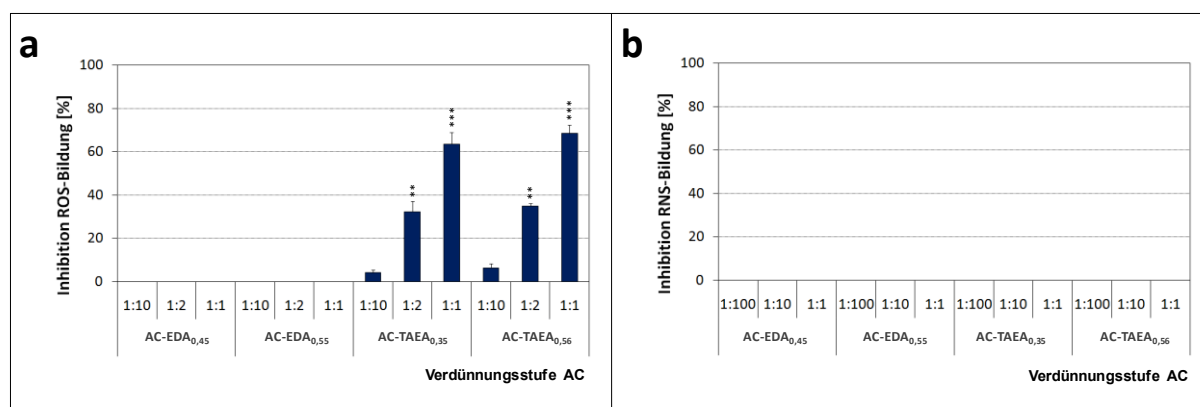 a
Inhibition ROS-Bildung [%]
100
80
60
40
20
0
** *** ** ***
1:10 1:2 1:1 1:10 1:2 1:1 1:10 1:2 1:1 1:10 1:2 1:1
AC-EDA0,45 AC-EDA0,55 AC-TAEA0,35 AC-TAEA0,56
Verdünnungsstufe AC
b
Inhibition RNS-Bildung [%]
100
80
60
40
20
0
1:100 1:10 1:1 1:100 1:10 1:1 1:100 1:10 1:1 1:100 1:10 1:1
AC-EDA0,45 AC-EDA0,55 AC-TAEA0,35 AC-TAEA0,56
Verdünnungsstufe AC